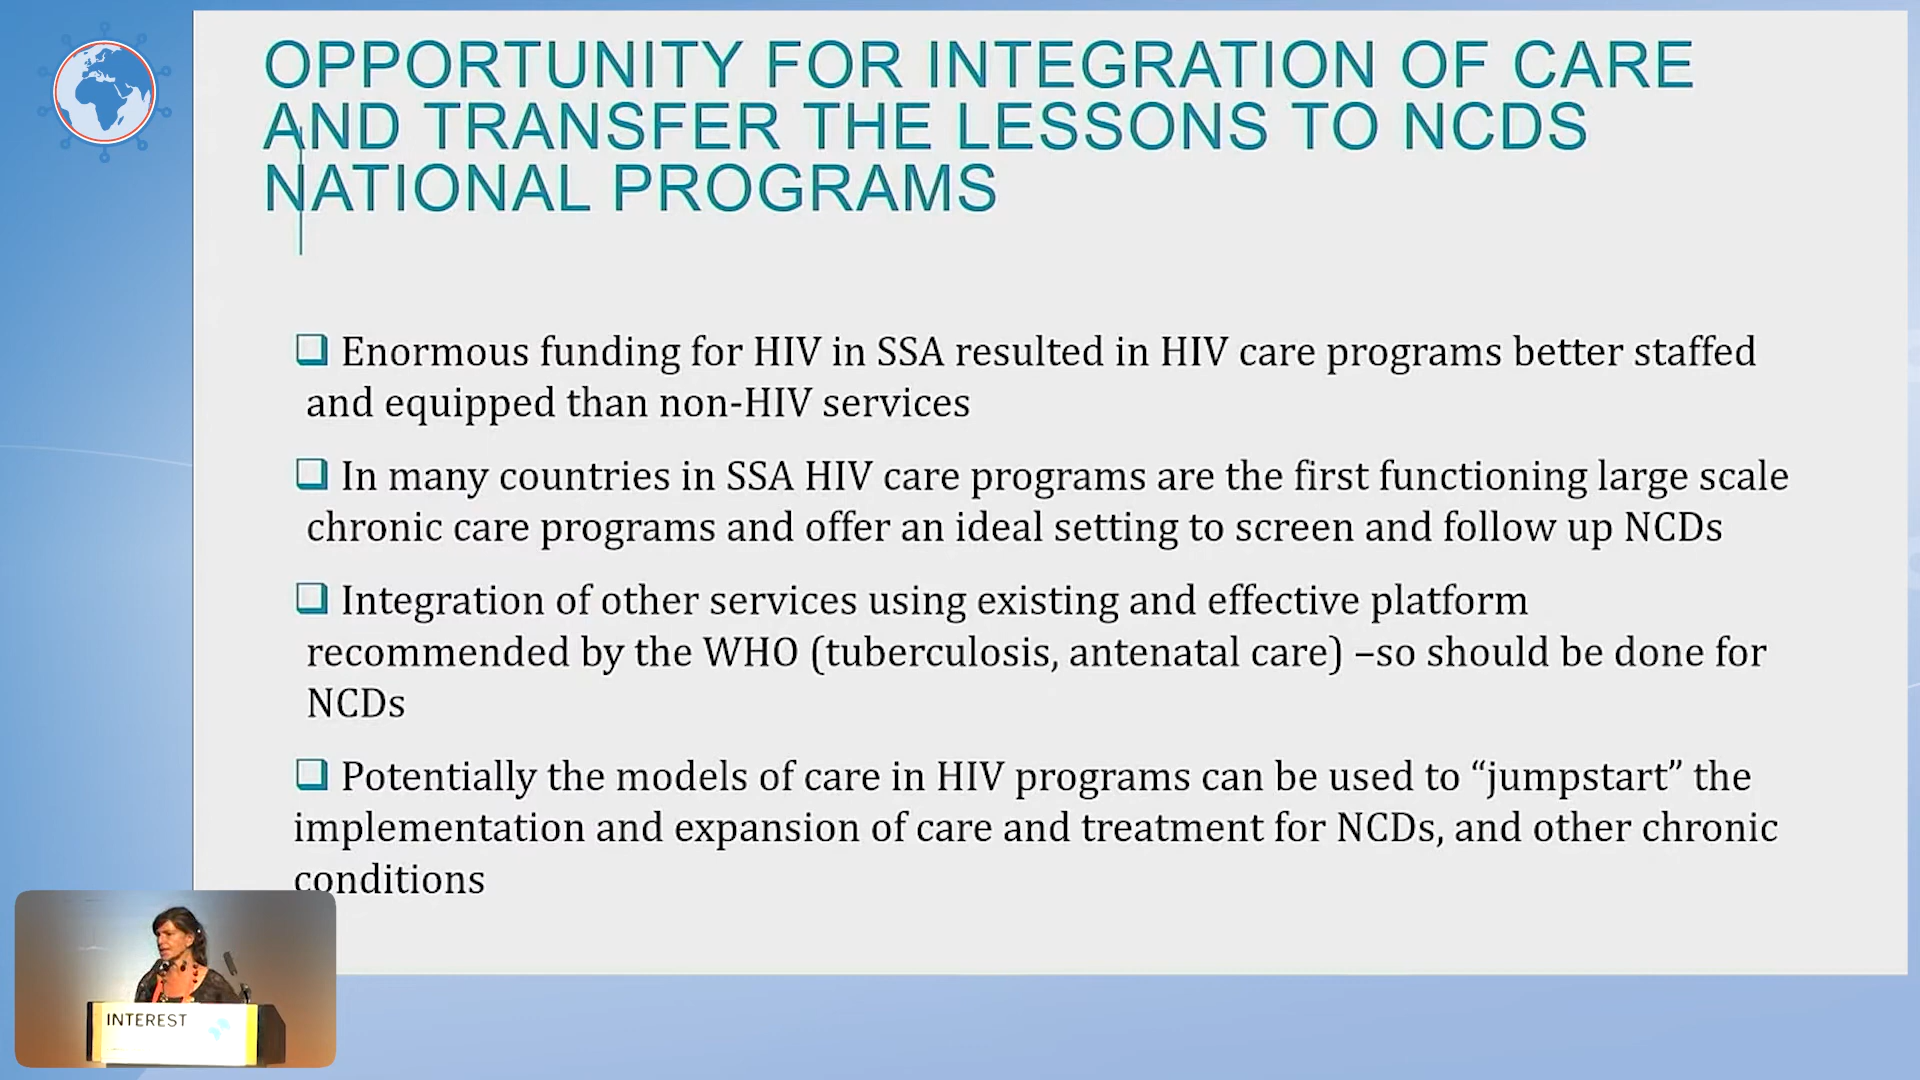 OPPORTUNITY FOR INTEGRATION OF CARE
AND TRANSFER THE LESSONS TO NCDS
NATIONAL PROGRAMS
Enormous funding for HIV in SSA resulted in HIV care programs better staffed
and equipped than non-HIV services
In many countries in SSA HIV care programs are the first functioning large scale
chronic care programs and offer an ideal setting to screen and follow up NCDs
Integration of other services using existing and effective platform
recommended by the WHO (tuberculosis, antenatal care) –so should be done for
NCDs
Potentially the models of care in HIV programs can be used to “jumpstart” the
implementation and expansion of care and treatment for NCDs, and other chronic
conditions
INTEREST